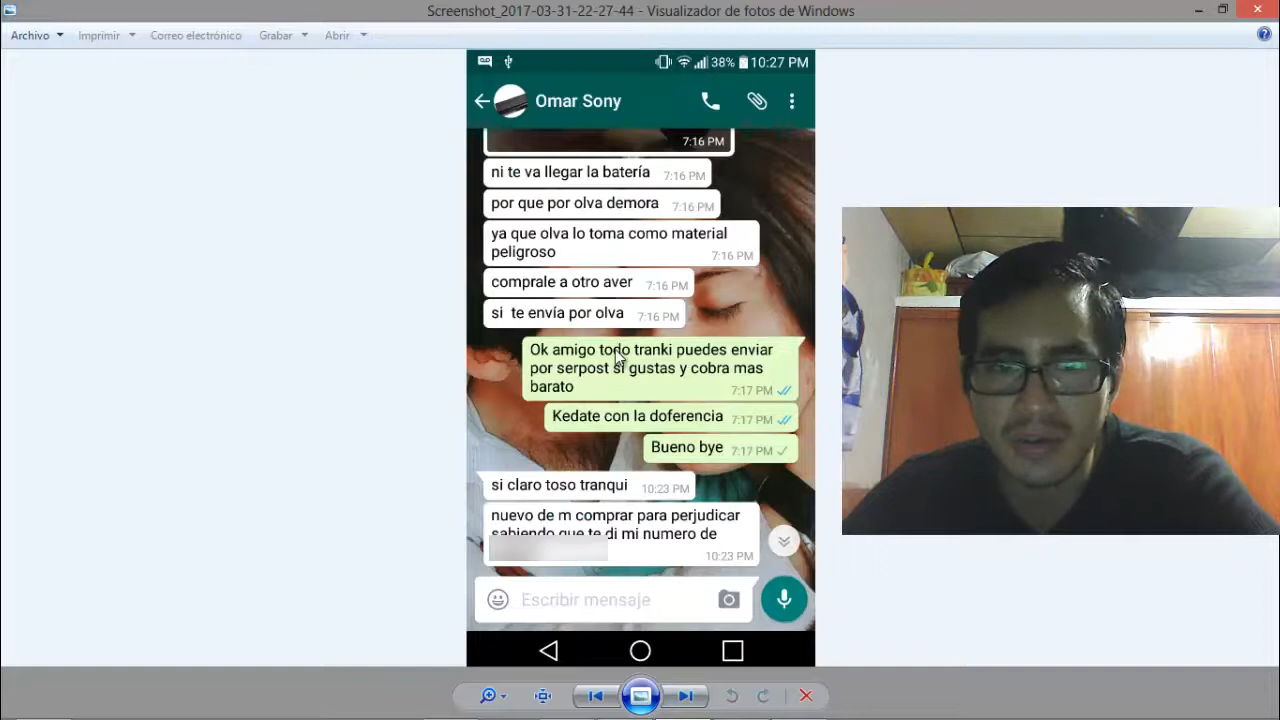 Screenshot_2017-03-31-22-27-44 - Visualizador de fotos de Windows
Archivo Imprimir Correo electrónico Grabar Abrir
38% 10:27 PM
Omar Sony
7:16 PM
ni te va llegar la batería 7:16 PM
por que por olva demora 7:16 PM
ya que olva lo toma como material
peligroso 7:16 PM
comprale a otro aver 7:16 PM
si te envía por olva 7:16 PM
Ok amigo todo tranki puedes enviar
por serpost si gustas y cobra mas
barato 7:17 PM
Kedate con la doferencia 7:17 PM
Bueno bye 7:17 PM
si claro toso tranqui 10:23 PM
nuevo de m comprar para perjudicar
sabiendo que te di mi numero de
10:23 PM
Escribir mensaje